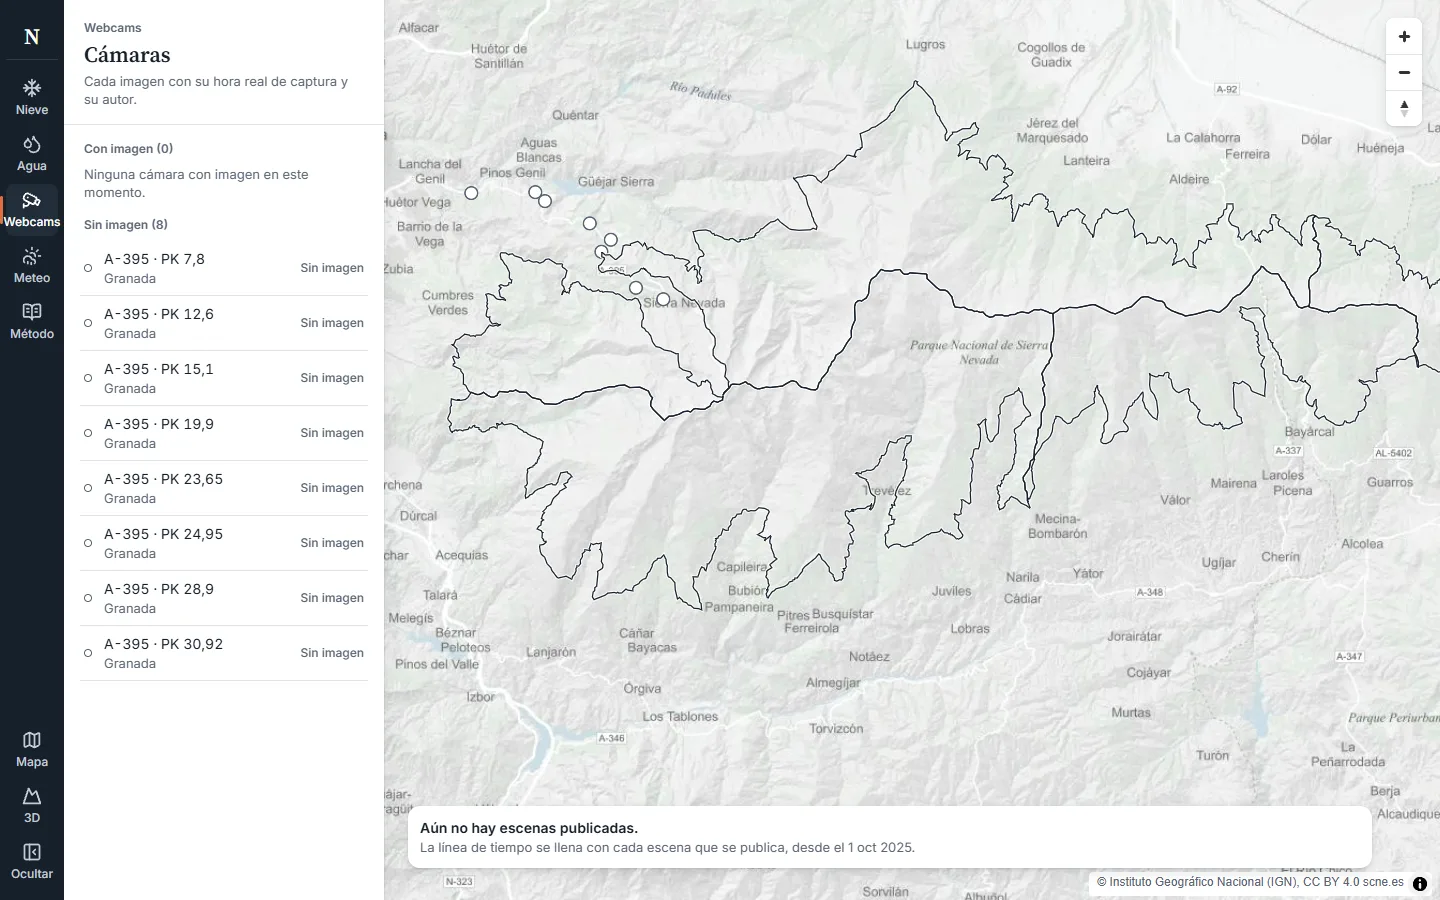 N
Nieve
Agua
Webcams
Meteo
Método
Mapa
3D
Ocultar
Webcams
Cámaras
Cada imagen con su hora real de captura y
su autor.
Con imagen (0)
Ninguna cámara con imagen en este
momento.
Sin imagen (8)
A-395 · PK 7,8
Granada
Sin imagen
A-395 · PK 12,6
Granada
Sin imagen
A-395 · PK 15,1
Granada
Sin imagen
A-395 · PK 19,9
Granada
Sin imagen
A-395 · PK 23,65
Granada
Sin imagen
A-395 · PK 24,95
Granada
Sin imagen
A-395 · PK 28,9
Granada
Sin imagen
A-395 · PK 30,92
Granada
Sin imagen
Alfacar
Huétor de
Santillán
Lugros
Cogollos de
Guadix
Río Padules
A-92
Quéntar
Jérez del
Marquesado
La Calahorra
Dólar
Huéneja
Ferreira
Lanteira
Aguas
Blancas
Lancha del
Genil
Pinos Genil
Güéjar Sierra
Aldeire
Huétor Vega
Barrio de la
Vega
Zubia
A-395
Cumbres
Verdes
Sierra Nevada
Parque Nacional de Sierra
Nevada
Bayárcal
A-337
AL-5402
Laroles
Mairena
Picena
Guarros
Trevélez
Válor
Dúrcal
Mecina-
Bombarón
Acequias
Alcolea
Cherín
Ugíjar
Capileira
Bubión
Pampaneira
Yátor
Narila
Cádiar
Juviles
A-348
Talará
Melegís
Pitres
Busquístar
Ferreirola
Béznar
Peloteos
Cáñar
Bayacas
Lobras
Jorairátar
Pinos del Valle
Lanjarón
Notáez
A-347
Cojáyar
Almegíjar
Izbor
Órgiva
Los Tablones
Murtas
Torvizcón
A-346
Turón
La
Peñarrodada
Berja
Alcaudique
Aún no hay escenas publicadas.
La línea de tiempo se llena con cada escena que se publica, desde el 1 oct 2025.
N-323
Sorvilán
Albuñol
© Instituto Geográfico Nacional (IGN), CC BY 4.0 scne.es